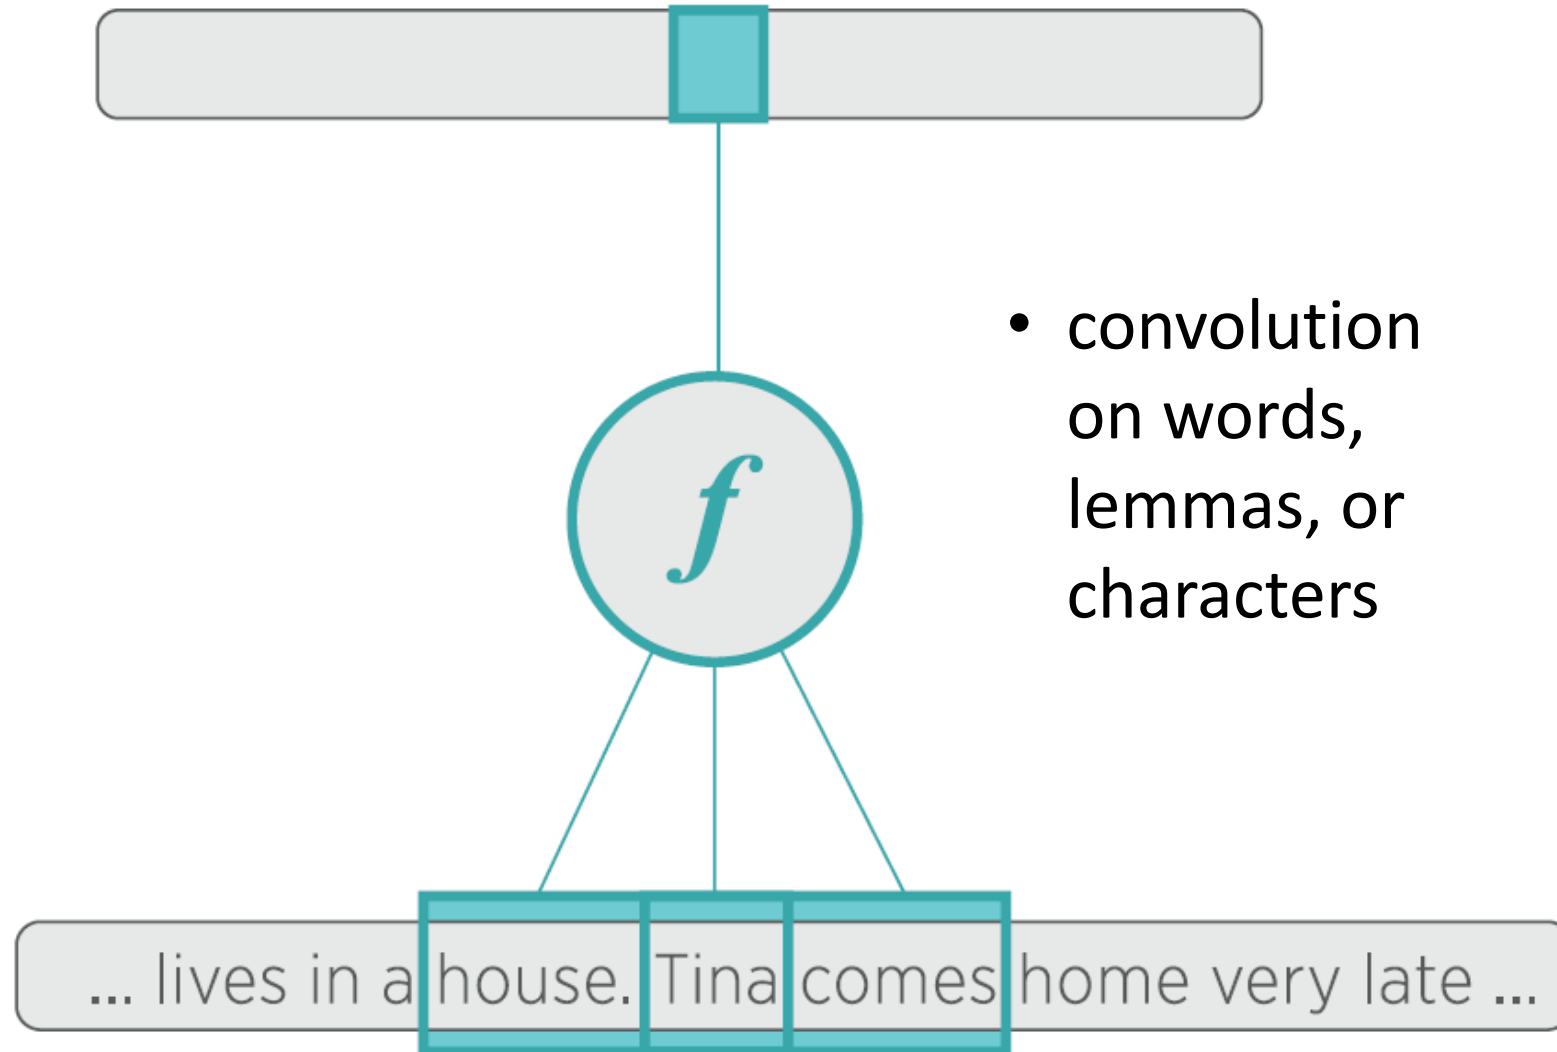 f
• convolution
on words,
lemmas, or
characters
... lives in a house. Tina comes home very late ...